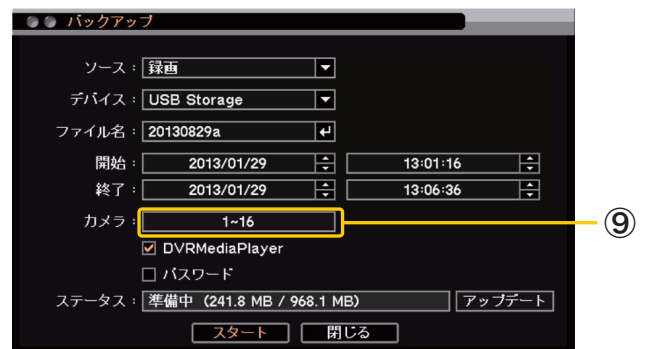 バックアップ
ソース : 録画
デバイス : USB Storage
ファイル名 : 20130829a
開始 : 2013/01/29 13:01:16
終了 : 2013/01/29 13:06:36
カメラ : 1~16 ⑨
DVRMediaPlayer
パスワード
ステータス : 準備中 (241.8 MB / 968.1 MB) アップデート
スタート 閉じる